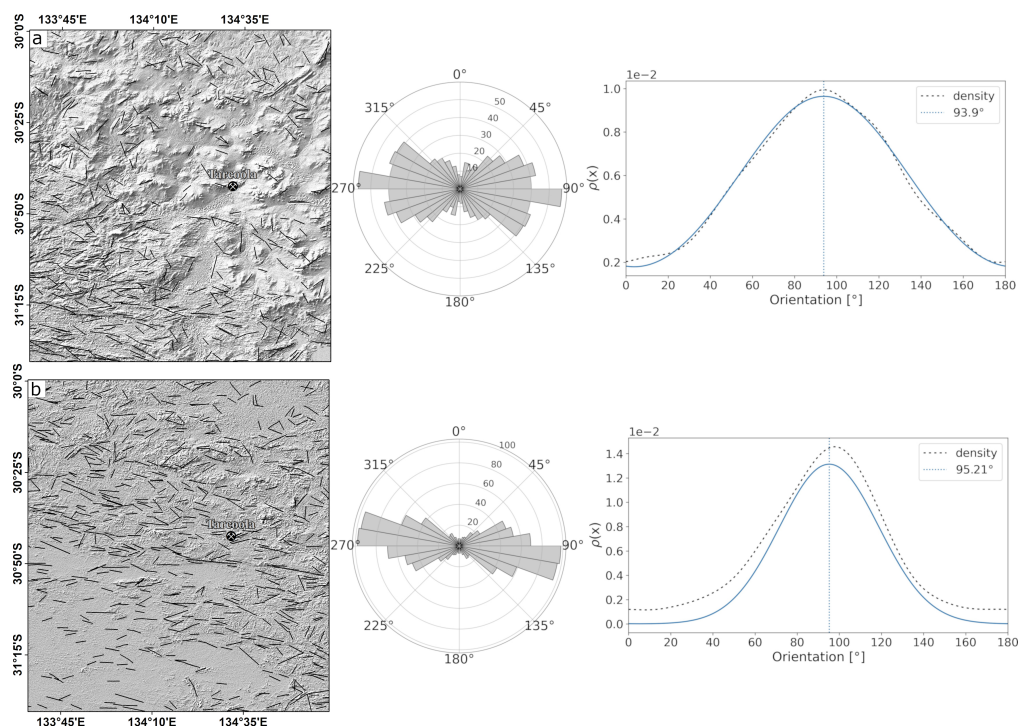 133°45'E 134°10'E 134°35'E
30°0'S
30°25'S
30°50'S
31°15'S
a
Tarcoola
0°
45°
90°
135°
180°
225°
270°
315°
10
20
30
40
50
1e−2
1.0
0.8
0.6
0.4
0.2
ρ(x)
0 20 40 60 80 100 120 140 160 180
Orientation [°]
density
93.9°
30°0'S
30°25'S
30°50'S
31°15'S
b
Tarcoola
133°45'E 134°10'E 134°35'E
0°
45°
90°
135°
180°
225°
270°
315°
20
40
60
80
100
1e−2
1.4
1.2
1.0
0.8
0.6
0.4
0.2
0.0
ρ(x)
0 20 40 60 80 100 120 140 160 180
Orientation [°]
density
95.21°